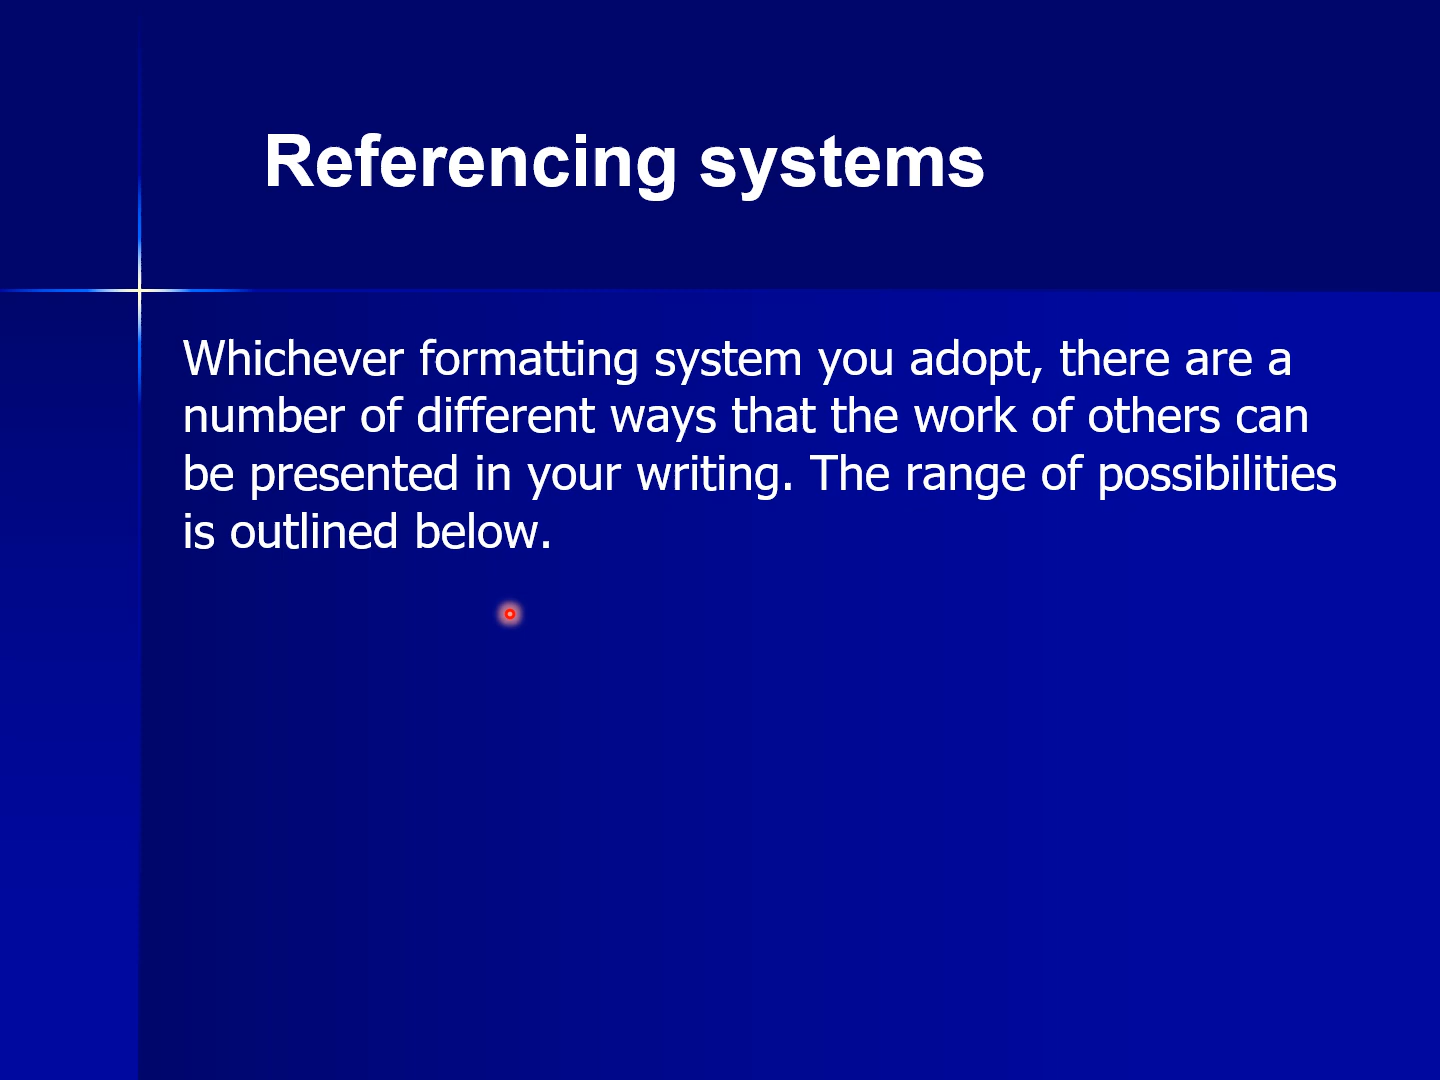 Referencing systems
Whichever formatting system you adopt, there are a
number of different ways that the work of others can
be presented in your writing. The range of possibilities
is outlined below.